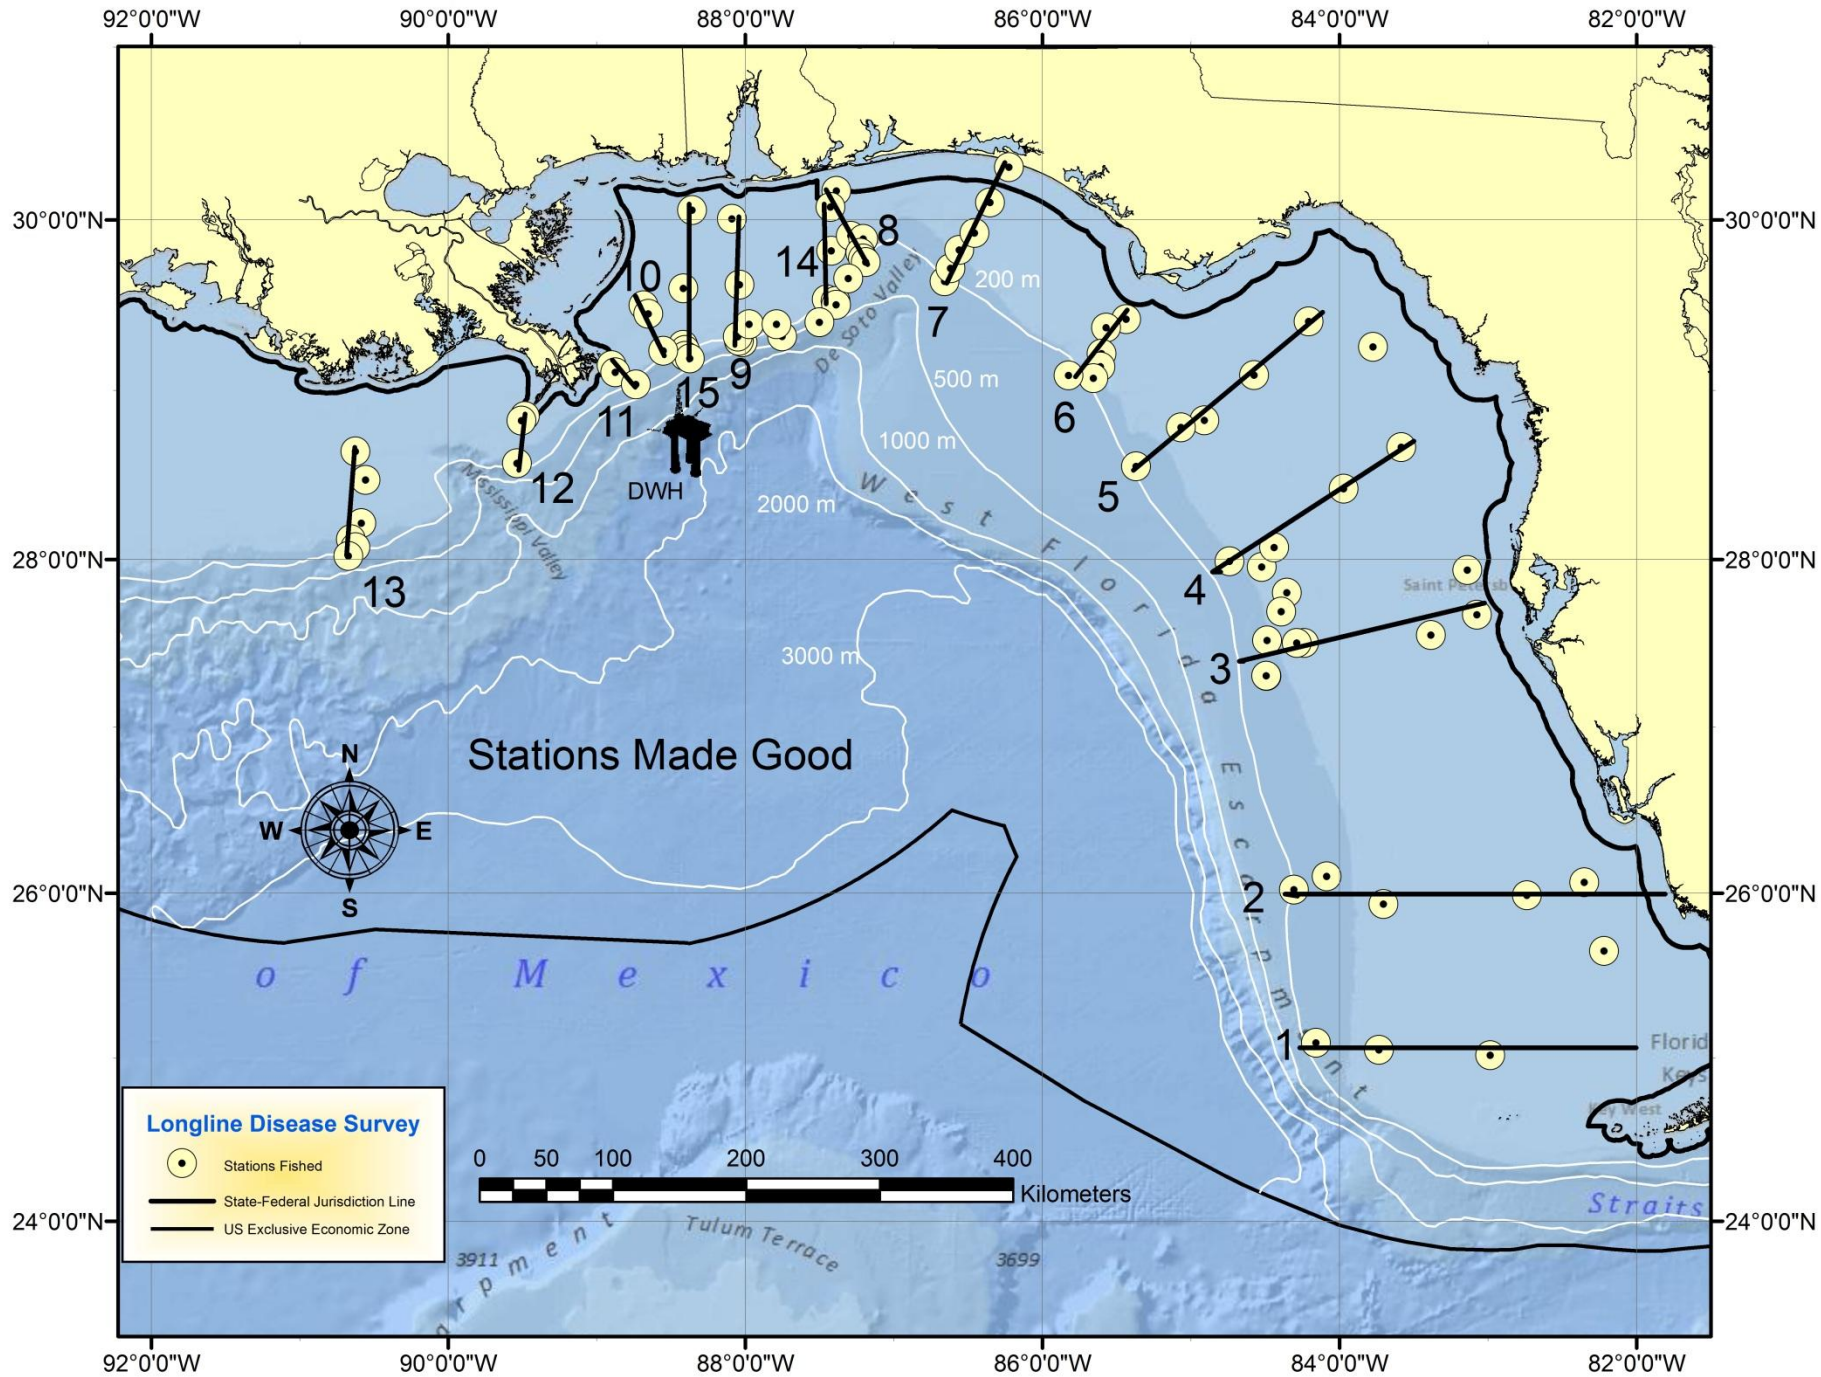 92°0'0"W 90°0'0"W 88°0'0"W 86°0'0"W 84°0'0"W 82°0'0"W
30°0'0"N
30°0'0"N
28°0'0"N
28°0'0"N
26°0'0"N
26°0'0"N
24°0'0"N
24°0'0"N
8
10
14
De Soto Valley
200 m
7
500 m
9
15
6
11
1000 m
DWH
12
5
2000 m
Mississippi Valley
West Florida Escarpment
13
4
Saint Petersb
3
3000 m
Stations Made Good
N
W E
S
2
of Mexico
1
Florid
Keys
Key West
Longline Disease Survey
Stations Fished
State-Federal Jurisdiction Line
US Exclusive Economic Zone
0 50 100 200 300 400
Kilometers
Straits
Tulum Terrace
3911
3699
arpment
92°0'0"W 90°0'0"W 88°0'0"W 86°0'0"W 84°0'0"W 82°0'0"W